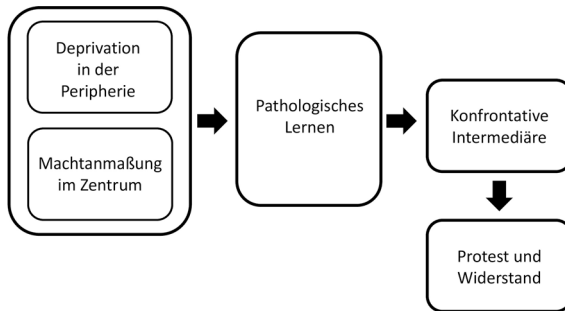 Deprivation
in der
Peripherie
Machtanmaßung
im Zentrum
Pathologisches
Lernen
Konfrontative
Intermediäre
Protest und
Widerstand